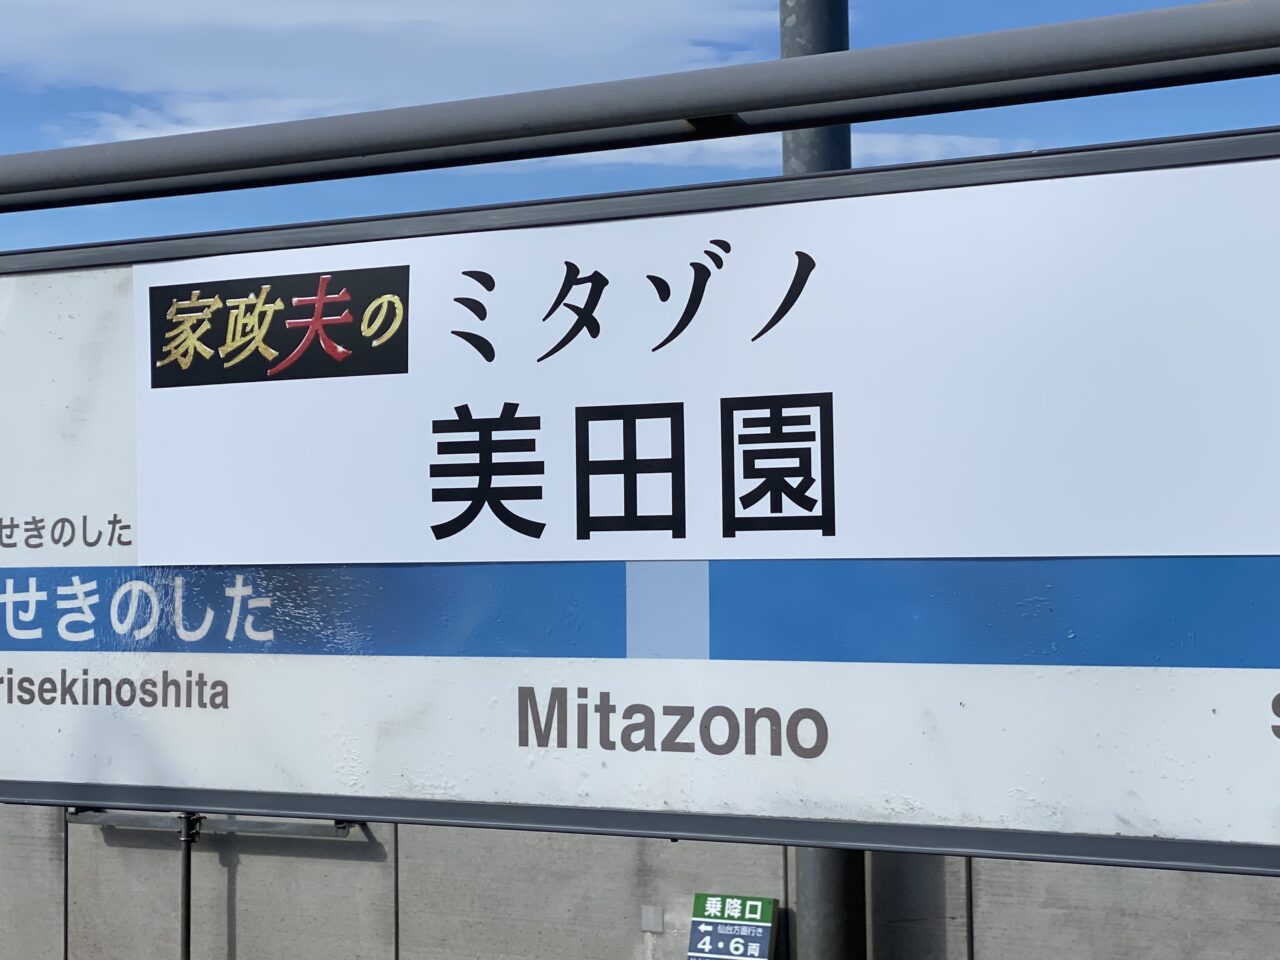 家政夫の ミタゾノ
美田園
せきのした
せきのした
risekinoshita
Mitazono
乗降口
← 仙台方面行き
4・6両